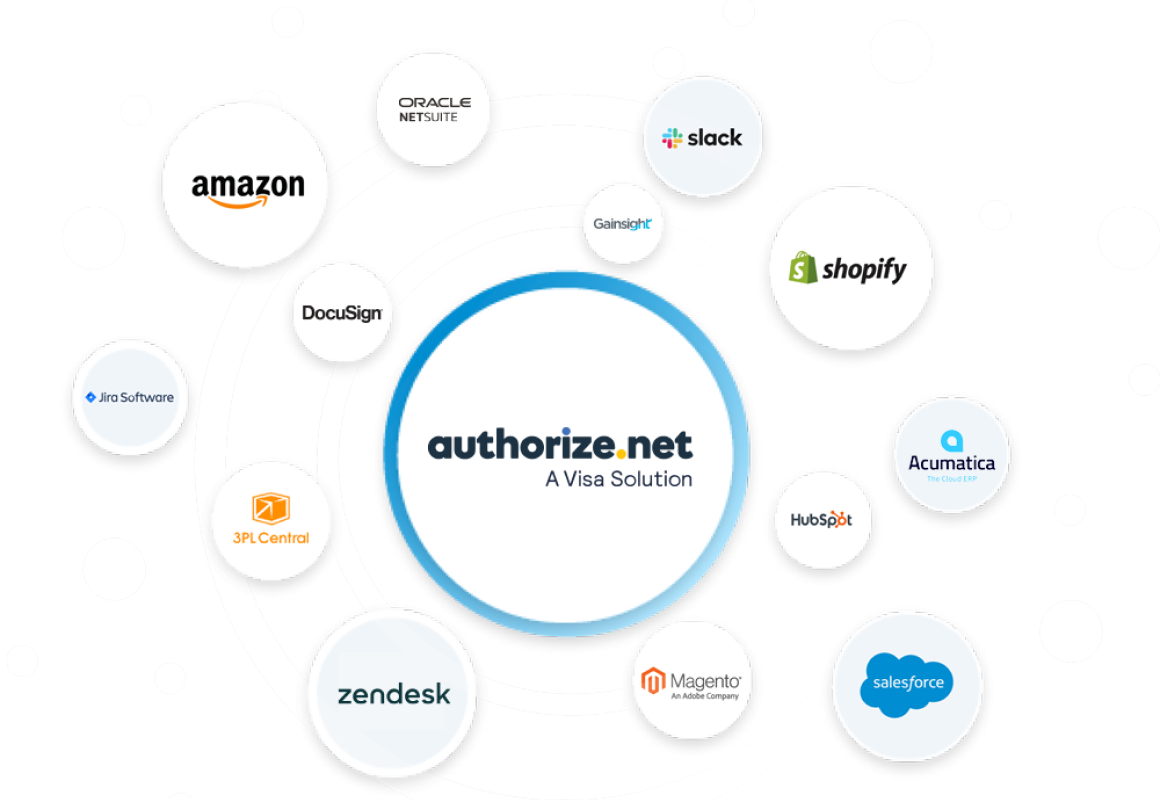 ORACLE
NETSUITE
slack
amazon
Gainsight
shopify
DocuSign
Jira Software
authorize.net
A Visa Solution
Acumatica
The Cloud ERP
HubSpot
3PL Central
zendesk
Magento
An Adobe Company
salesforce